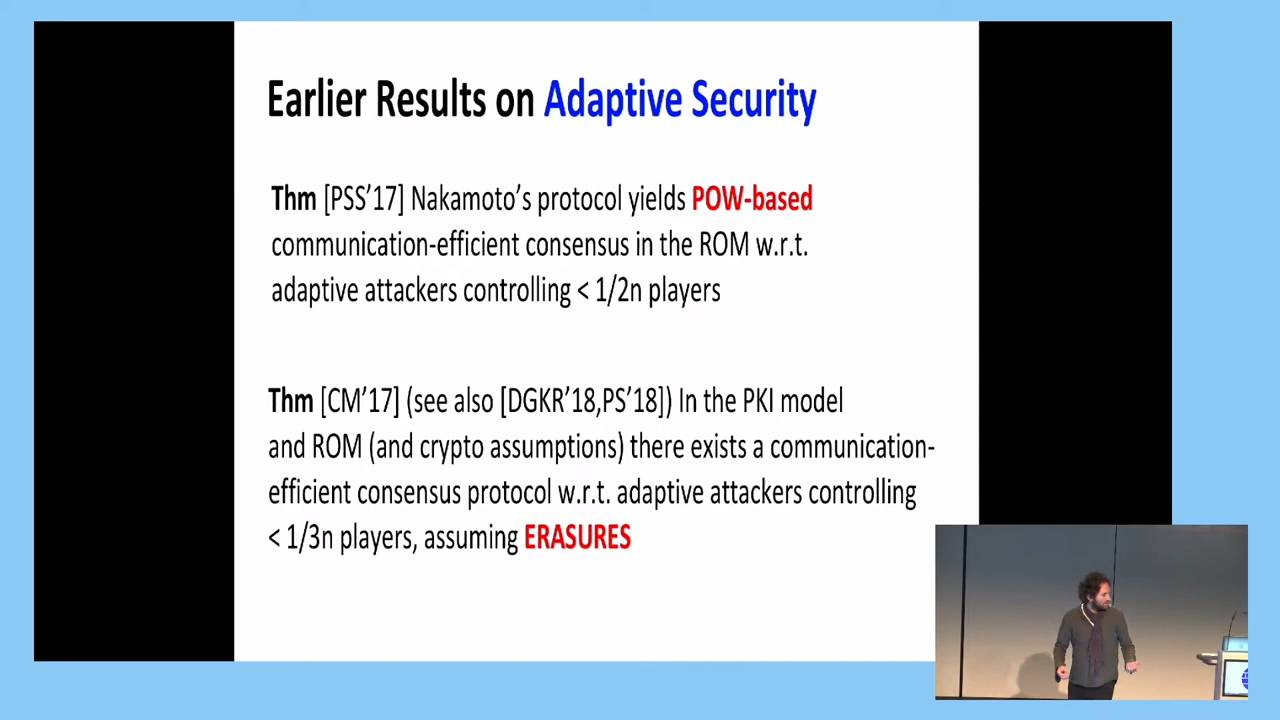 Earlier Results on Adaptive Security
Thm [PSS’17] Nakamoto’s protocol yields POW-based
communication-efficient consensus in the ROM w.r.t.
adaptive attackers controlling < 1/2n players
Thm [CM’17] (see also [DGKR’18,PS’18]) In the PKI model
and ROM (and crypto assumptions) there exists a communication-
efficient consensus protocol w.r.t. adaptive attackers controlling
< 1/3n players, assuming ERASURES